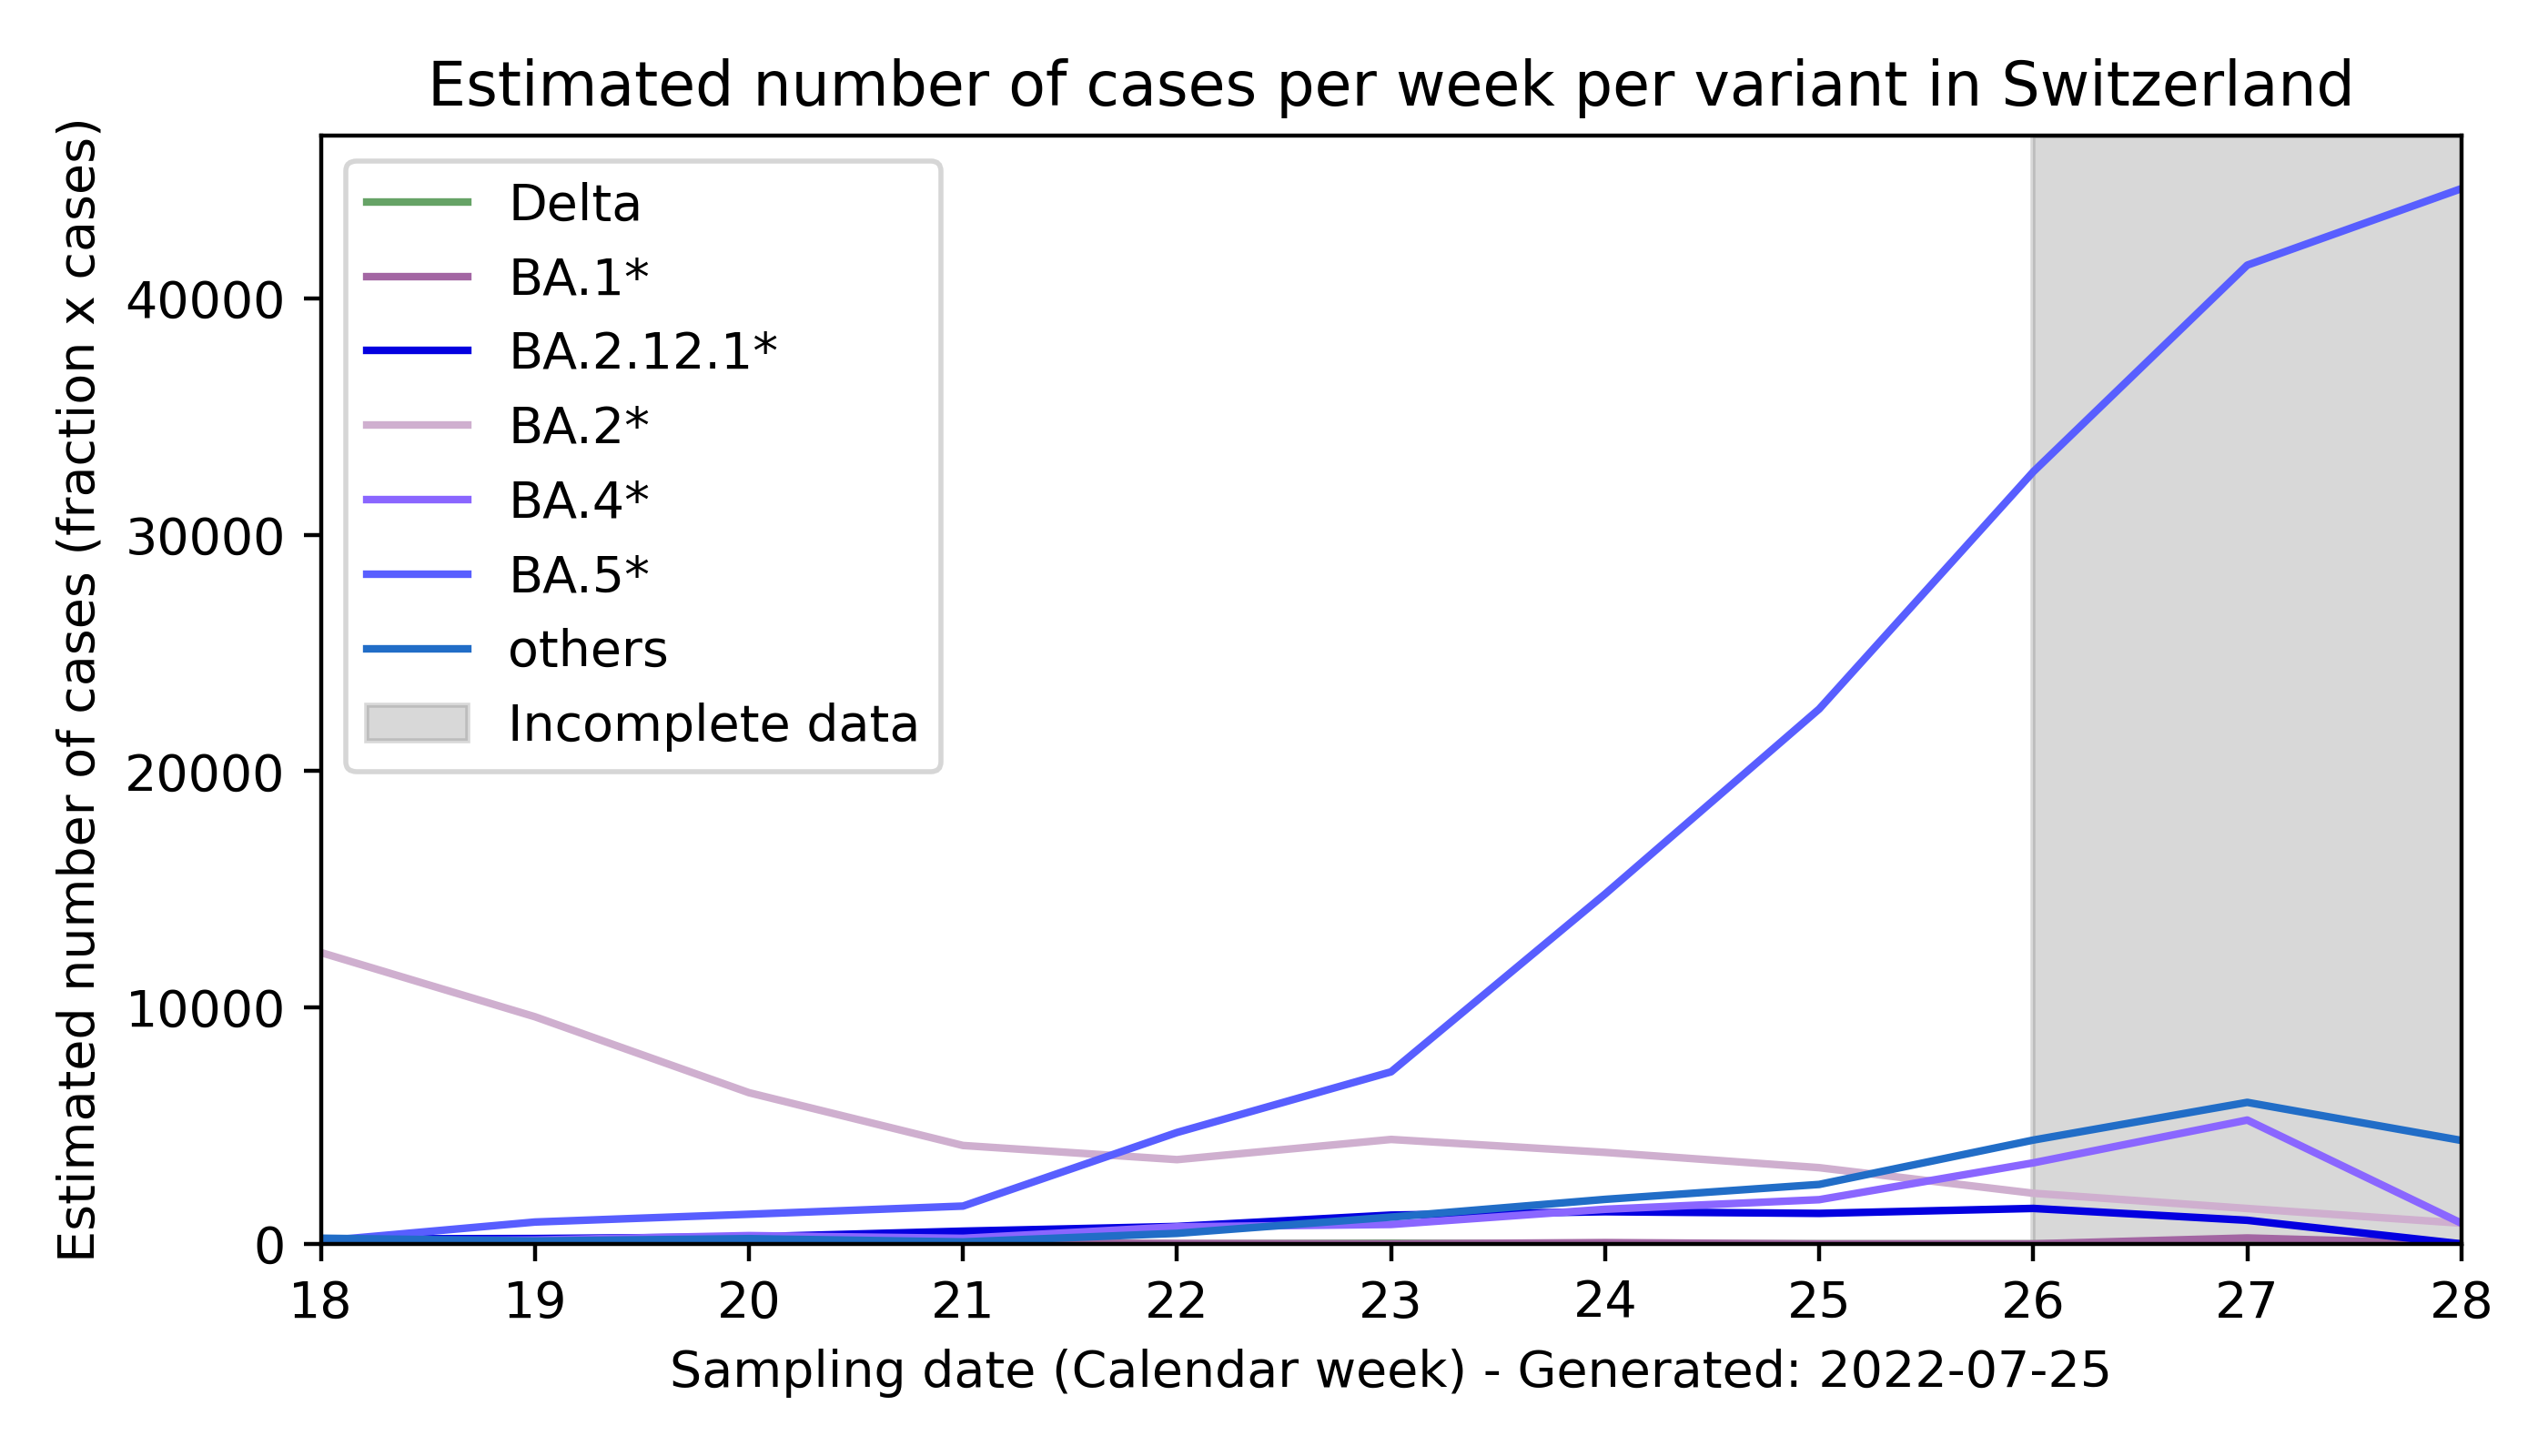 Estimated number of cases per week per variant in Switzerland
Estimated number of cases (fraction x cases)
40000
30000
20000
10000
0
Delta
BA.1*
BA.2.12.1*
BA.2*
BA.4*
BA.5*
others
Incomplete data
18 19 20 21 22 23 24 25 26 27 28
Sampling date (Calendar week) - Generated: 2022-07-25